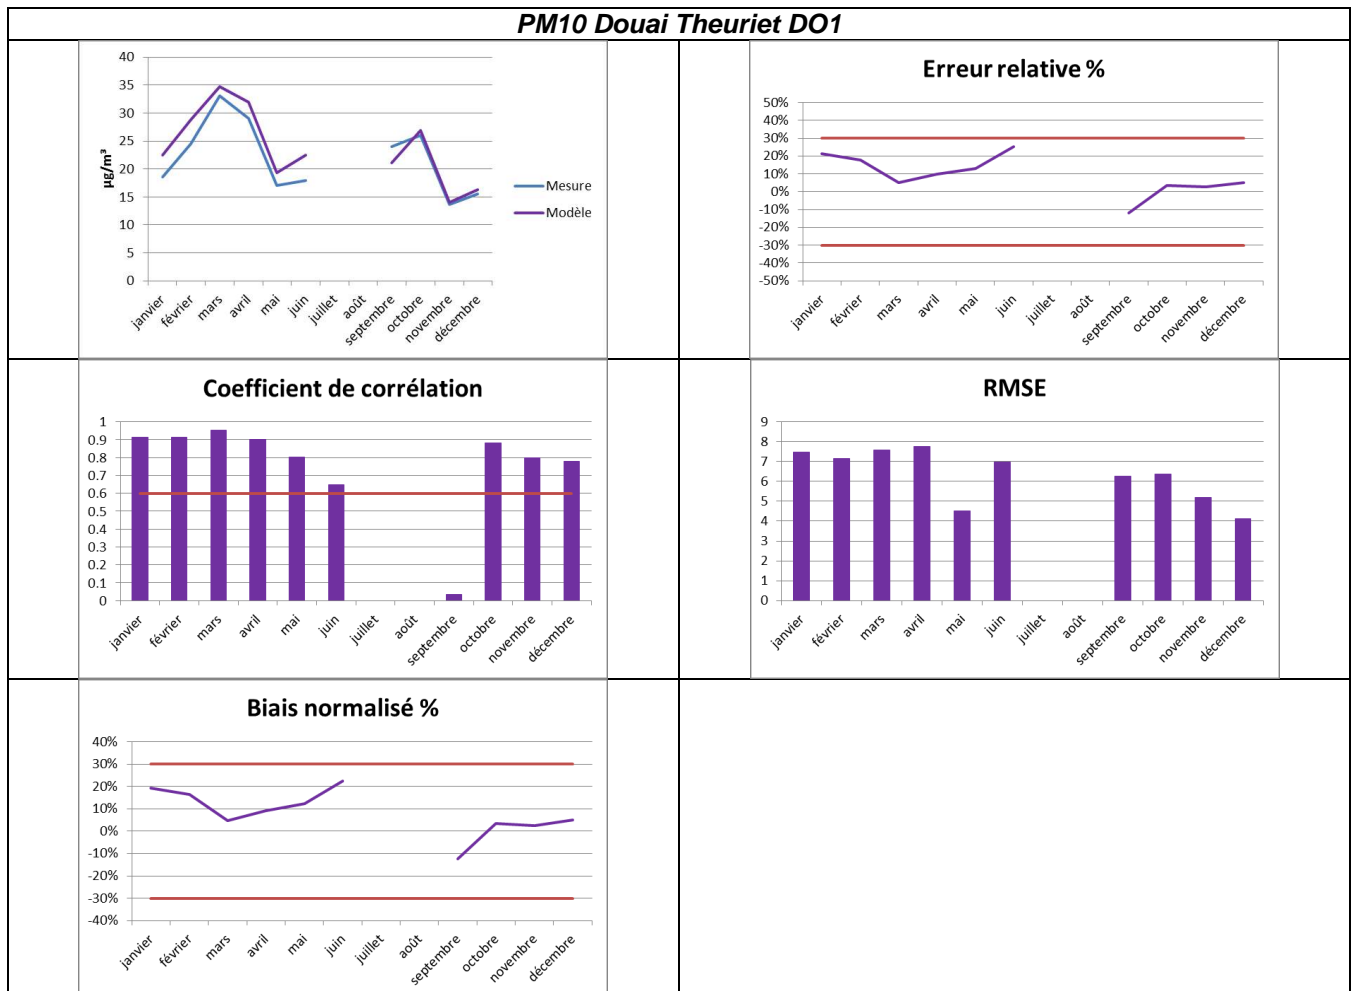 PM10 Douai Theuriet DO1
40
35
30
25
20
15
10
5
0
µg/m³
janvier
février
mars
avril
mai
juin
juillet
août
septembre
octobre
novembre
décembre
Mesure
Modèle
Erreur relative %
50%
40%
30%
20%
10%
0%
-10%
-20%
-30%
-40%
-50%
janvier
février
mars
avril
mai
juin
juillet
août
septembre
octobre
novembre
décembre
Coefficient de corrélation
1
0.9
0.8
0.7
0.6
0.5
0.4
0.3
0.2
0.1
0
janvier
février
mars
avril
mai
juin
juillet
août
septembre
octobre
novembre
décembre
RMSE
9
8
7
6
5
4
3
2
1
0
janvier
février
mars
avril
mai
juin
juillet
août
septembre
octobre
novembre
décembre
Biais normalisé %
40%
30%
20%
10%
0%
-10%
-20%
-30%
-40%
janvier
février
mars
avril
mai
juin
juillet
août
septembre
octobre
novembre
décembre